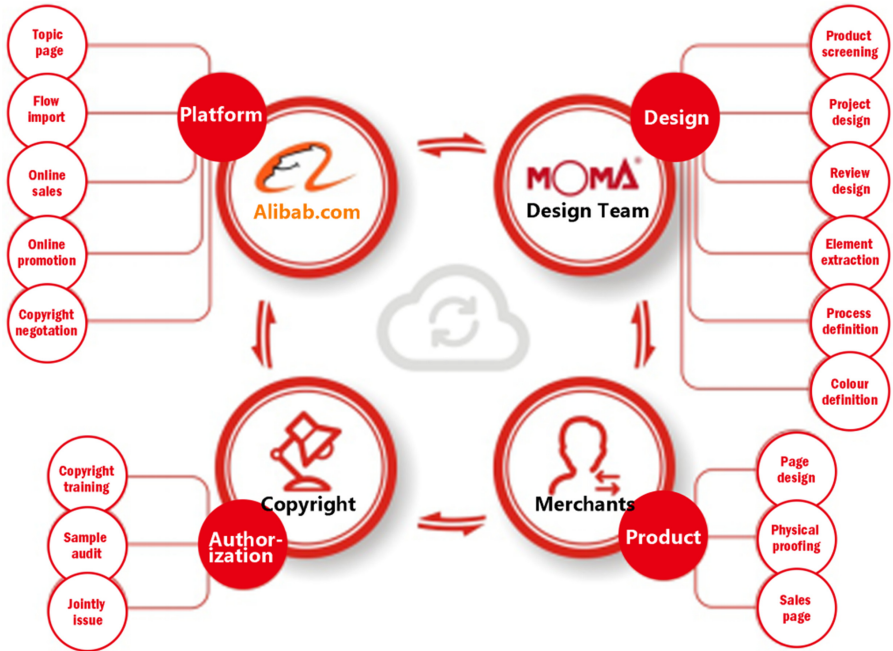 Topic
page
Flow
import
Online
sales
Online
promotion
Copyright
negotation
Platform
Alibab.com
MOMA
Design Team
Design
Product
screening
Project
design
Review
design
Element
extraction
Process
definition
Colour
definition
Copyright
training
Sample
audit
Jointly
issue
Copyright
Author-
ization
Merchants
Product
Page
design
Physical
proofing
Sales
page